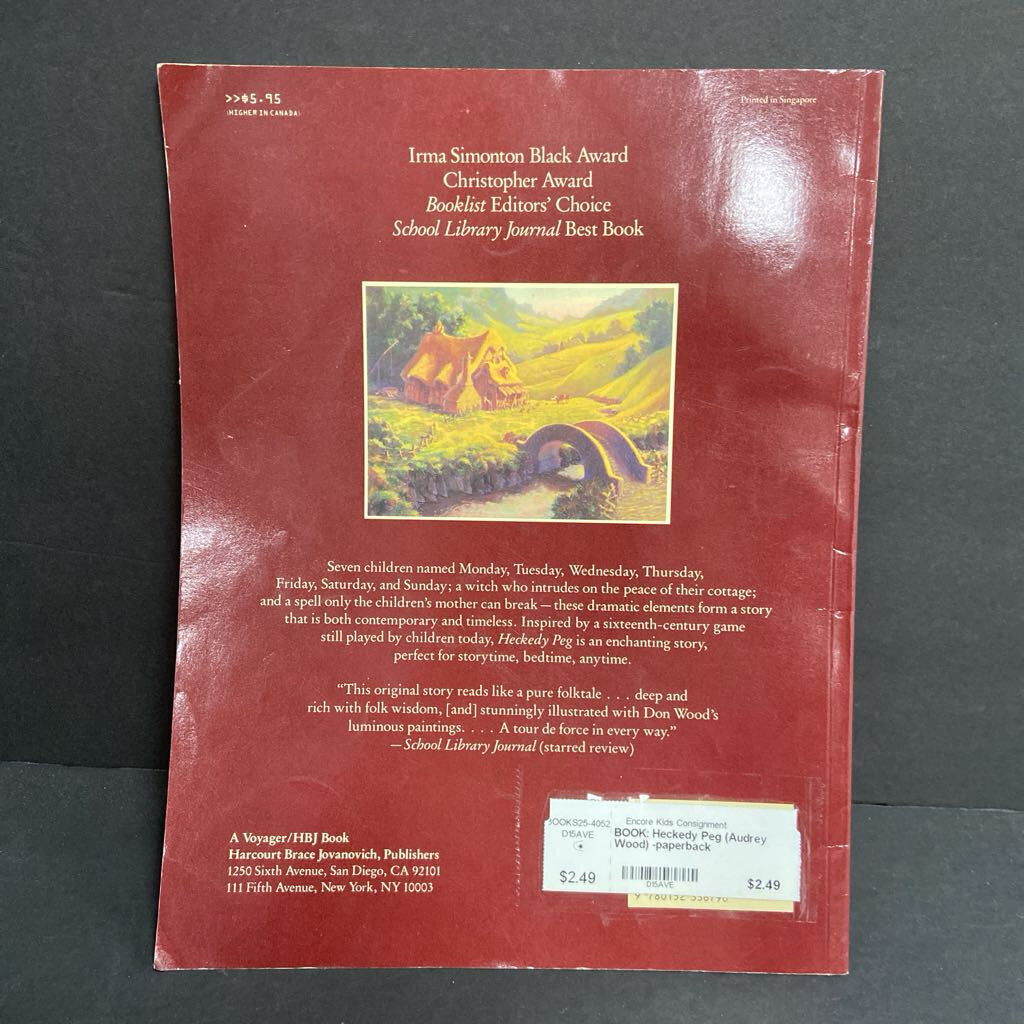 >>$5.95
(HIGHER IN CANADA)
Printed in Singapore
Irma Simonton Black Award
Christopher Award
Booklist Editors' Choice
School Library Journal Best Book
Seven children named Monday, Tuesday, Wednesday, Thursday,
Friday, Saturday, and Sunday; a witch who intrudes on the peace of their cottage;
and a spell only the children's mother can break — these dramatic elements form a story
that is both contemporary and timeless. Inspired by a sixteenth-century game
still played by children today, Heckedy Peg is an enchanting story,
perfect for storytime, bedtime, anytime.
"This original story reads like a pure folktale . . . deep and
rich with folk wisdom, [and] stunningly illustrated with Don Wood's
luminous paintings. . . . A tour de force in every way."
— School Library Journal (starred review)
A Voyager/HBJ Book
Harcourt Brace Jovanovich, Publishers
1250 Sixth Avenue, San Diego, CA 92101
111 Fifth Avenue, New York, NY 10003
BOOKS25-4052
D15AVE
$2.49
Encore Kids Consignment
BOOK: Heckedy Peg (Audrey
Wood) -paperback
D15AVE
$2.49